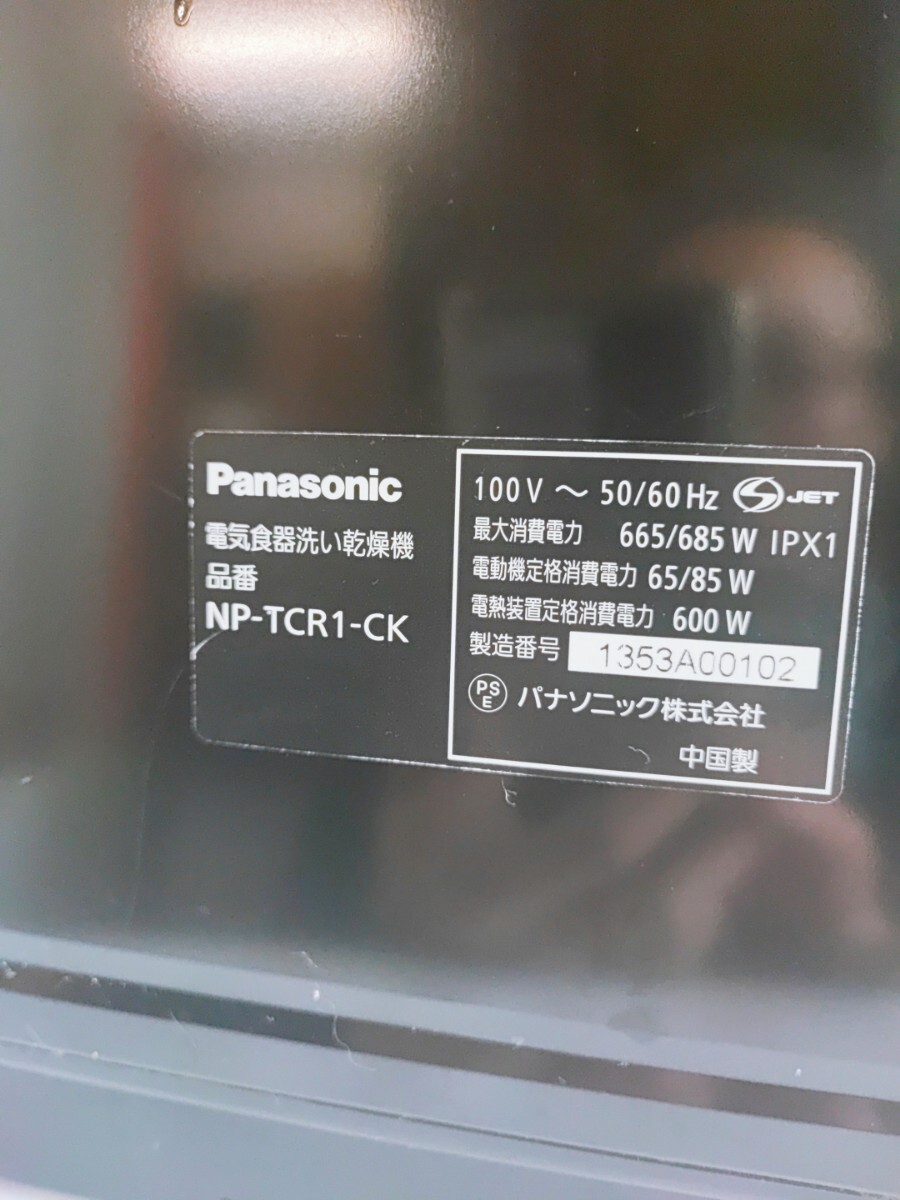 Panasonic
電気食器洗い乾燥機
品番
NP-TCR1-CK
100V ～ 50/60Hz JET
最大消費電力 665/685W IPX1
電動機定格消費電力 65/85W
電熱装置定格消費電力 600W
製造番号 1353A00102
PSE パナソニック株式会社
中国製